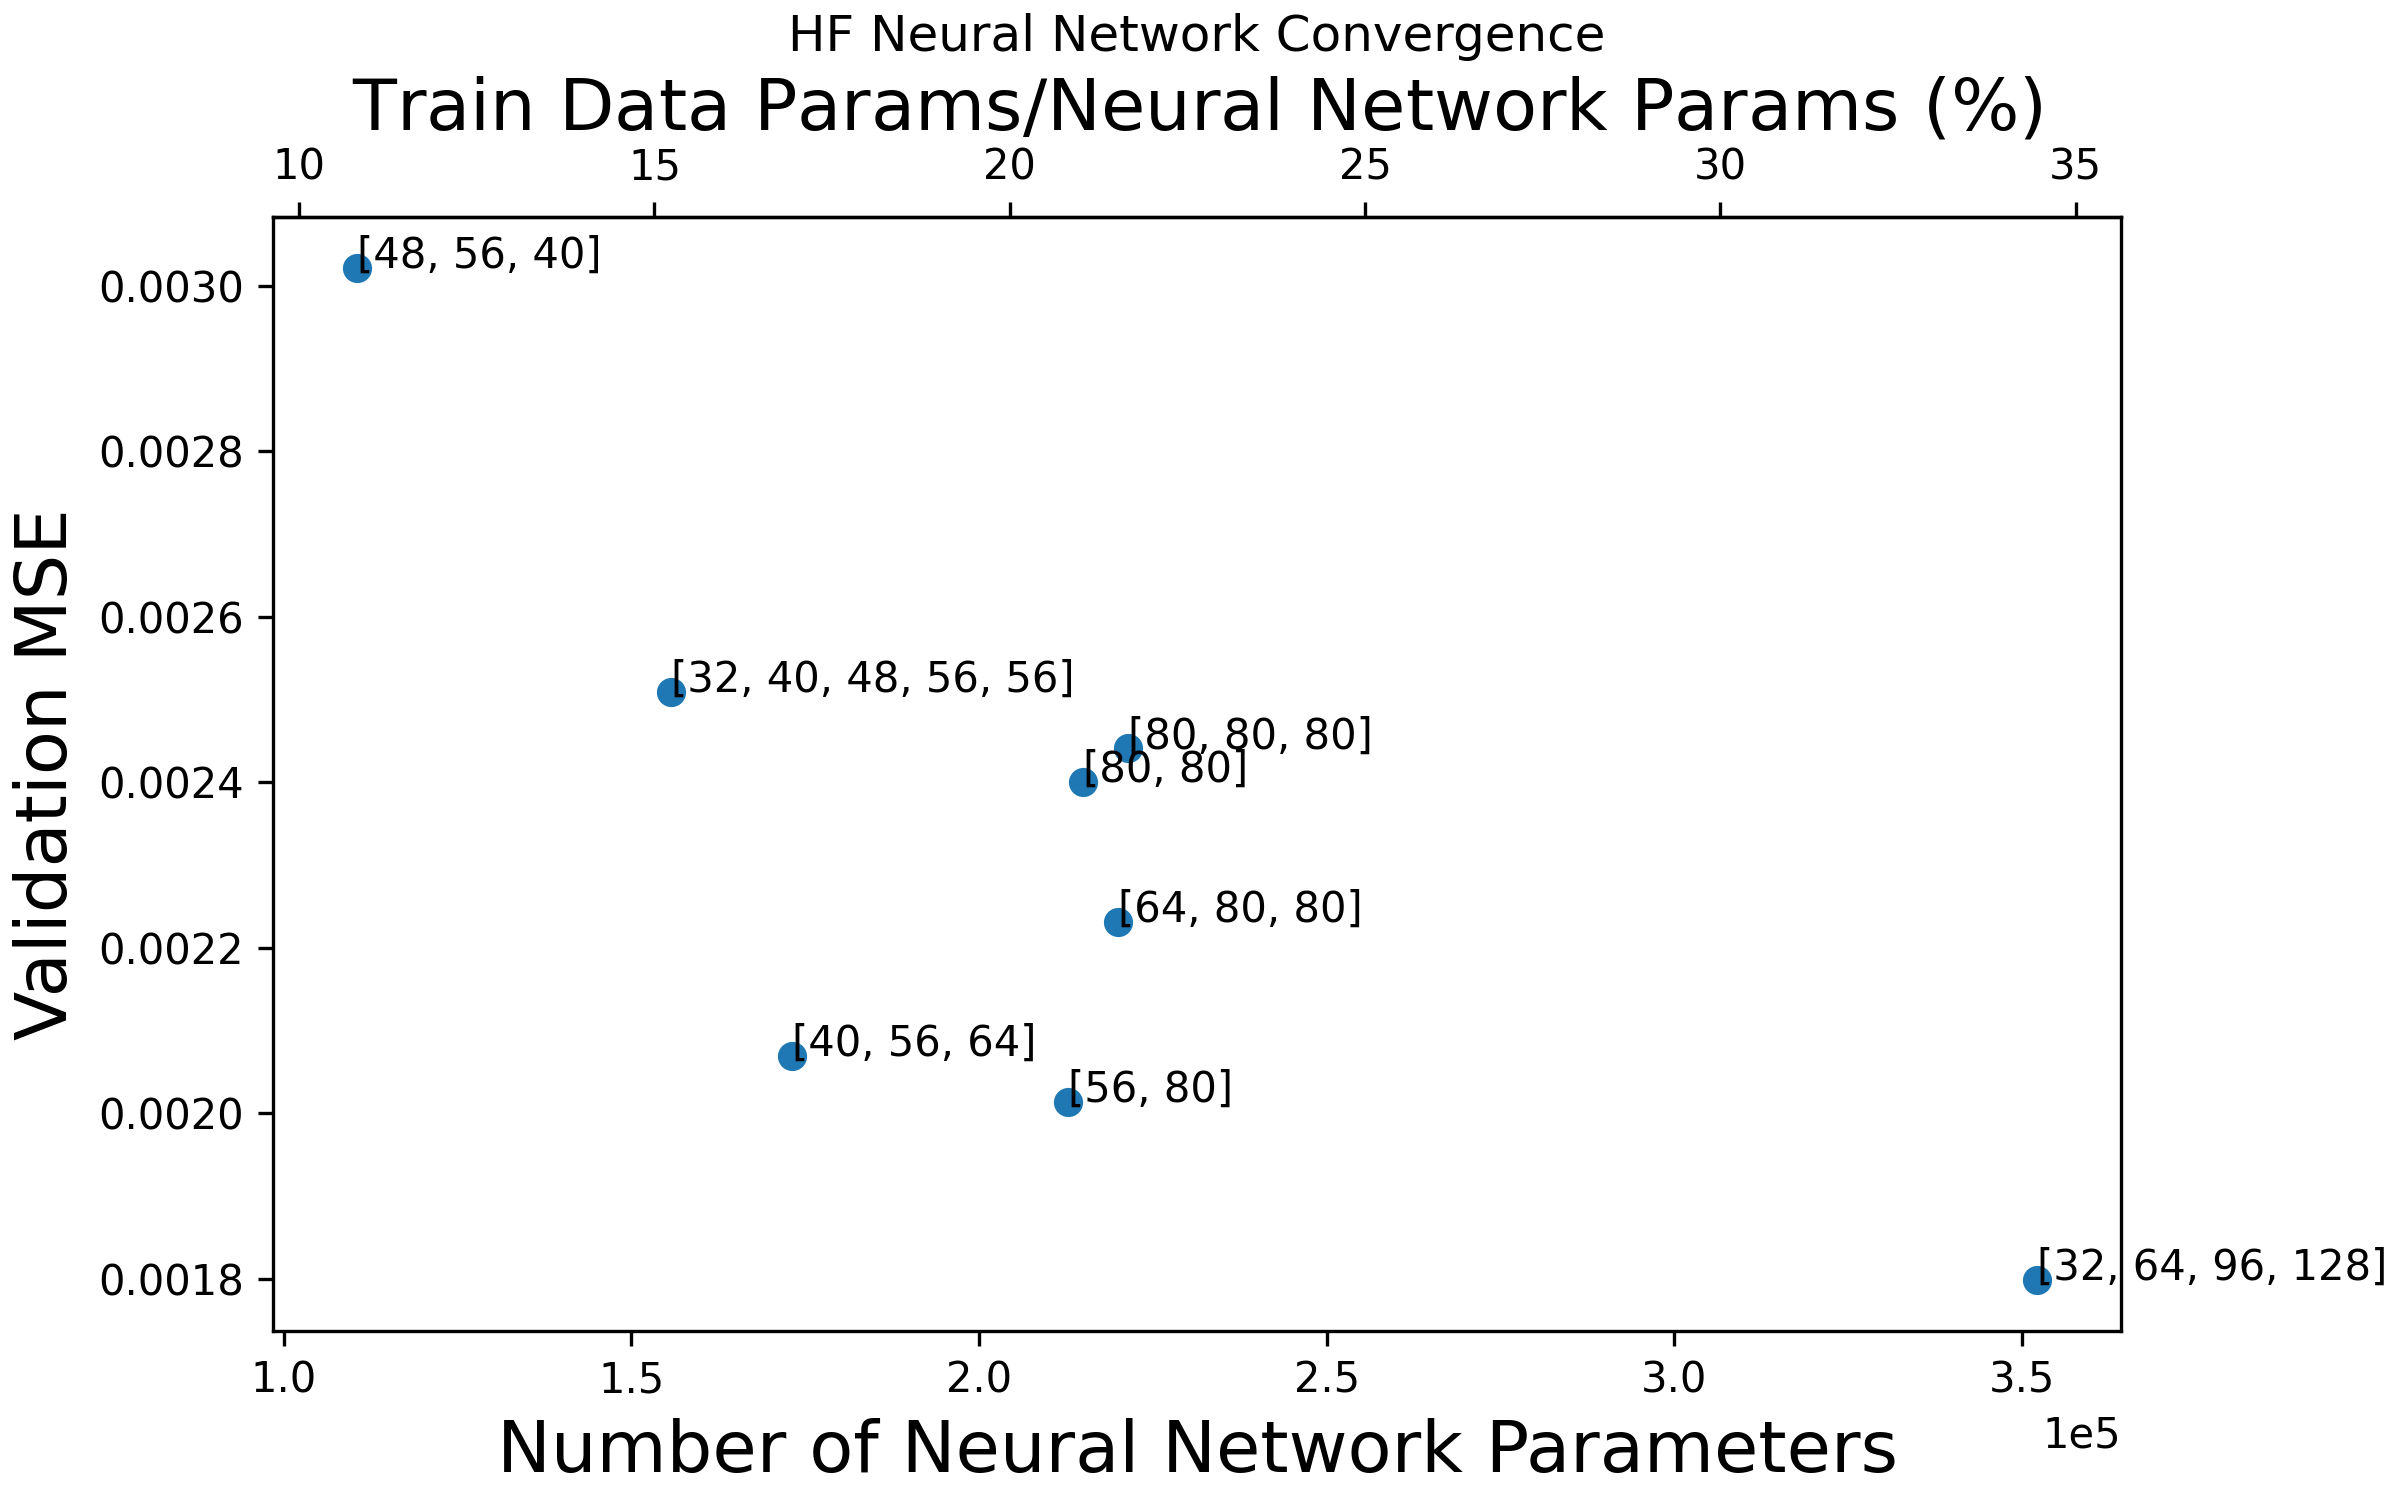 HF Neural Network Convergence
Train Data Params/Neural Network Params (%)
10 15 20 25 30 35
[48, 56, 40]
0.0030
0.0028
0.0026
[32, 40, 48, 56, 56]
[80, 80, 80]
[80, 80]
0.0024
[64, 80, 80]
0.0022
[40, 56, 64]
[56, 80]
0.0020
[32, 64, 96, 128]
0.0018
Validation MSE
1.0 1.5 2.0 2.5 3.0 3.5
1e5
Number of Neural Network Parameters